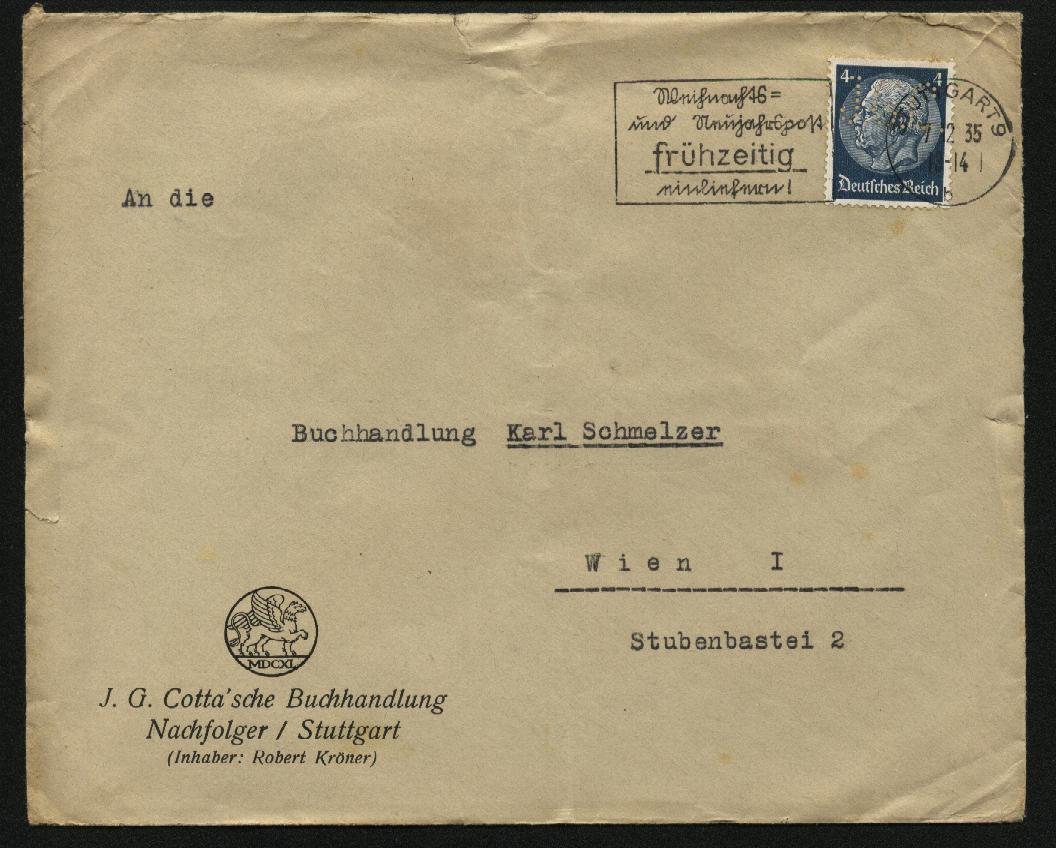 Weihnachts=
und Neujahrspost
frühzeitig
einliefern!
4 4
Deutsches Reich
STUTTGART 9
7 12 35
-14
b
An die
Buchhandlung Karl Schmelzer
Wien I
Stubenbastei 2
MDCXL
J. G. Cotta'sche Buchhandlung
Nachfolger / Stuttgart
(Inhaber: Robert Kröner)